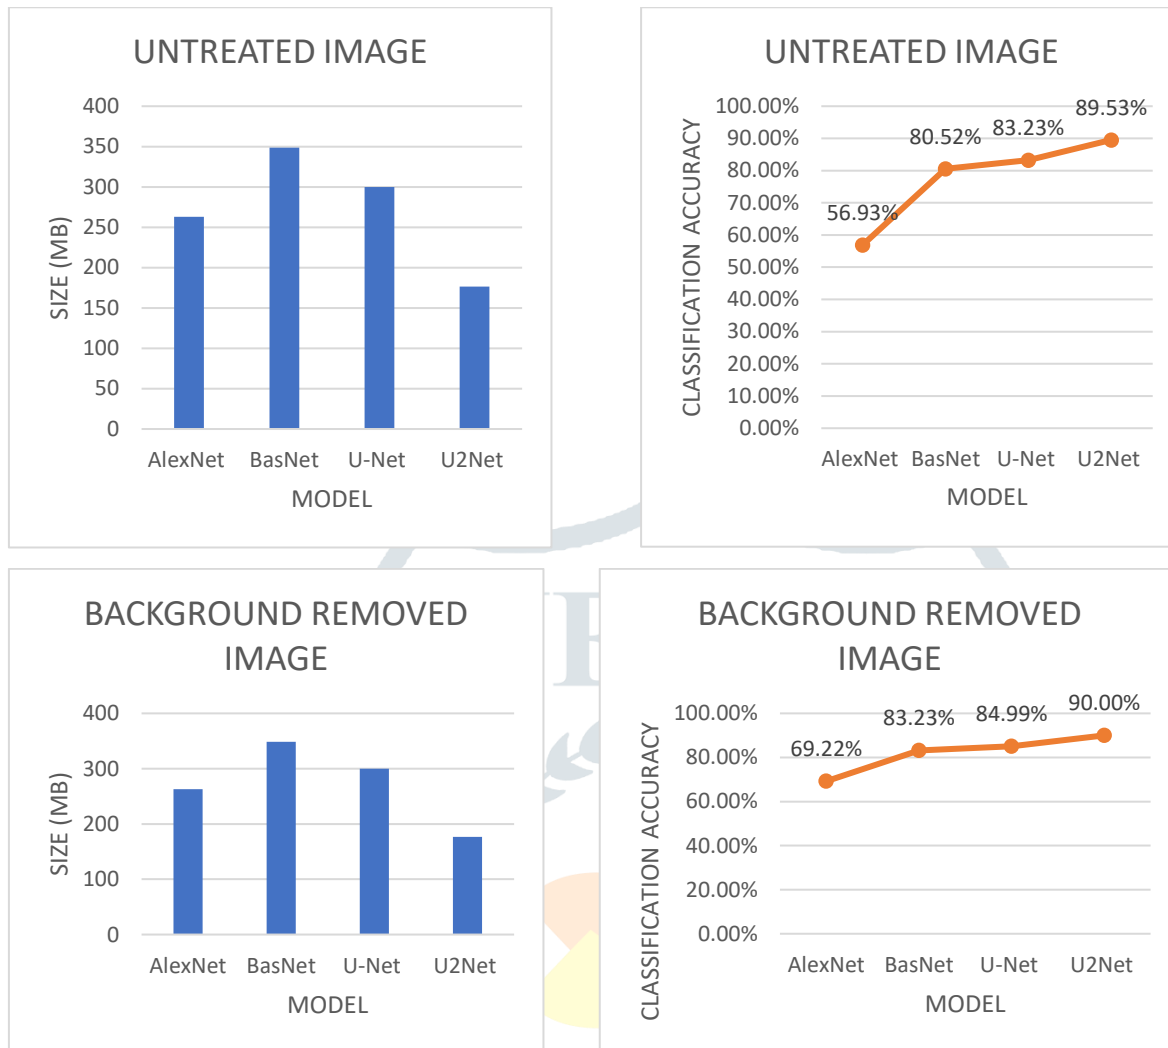 UNTREATED IMAGE
400
350
300
250
200
150
100
50
0
SIZE (MB)
AlexNet BasNet U-Net U2Net
MODEL
UNTREATED IMAGE
100.00%
90.00%
80.00%
70.00%
60.00%
50.00%
40.00%
30.00%
20.00%
10.00%
0.00%
CLASSIFICATION ACCURACY
56.93%
80.52%
83.23%
89.53%
AlexNet BasNet U-Net U2Net
MODEL
BACKGROUND REMOVED
IMAGE
400
300
200
100
0
SIZE (MB)
AlexNet BasNet U-Net U2Net
MODEL
BACKGROUND REMOVED
IMAGE
100.00%
80.00%
60.00%
40.00%
20.00%
0.00%
CLASSIFICATION ACCURACY
69.22%
83.23%
84.99%
90.00%
AlexNet BasNet U-Net U2Net
MODEL